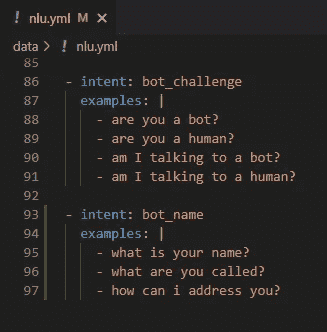 ! nlu.yml M ×
data > ! nlu.yml
85
86 - intent: bot_challenge
87 examples: |
88 - are you a bot?
89 - are you a human?
90 - am I talking to a bot?
91 - am I talking to a human?
92
93 - intent: bot_name
94 examples: |
95 - what is your name?
96 - what are you called?
97 - how can i address you?